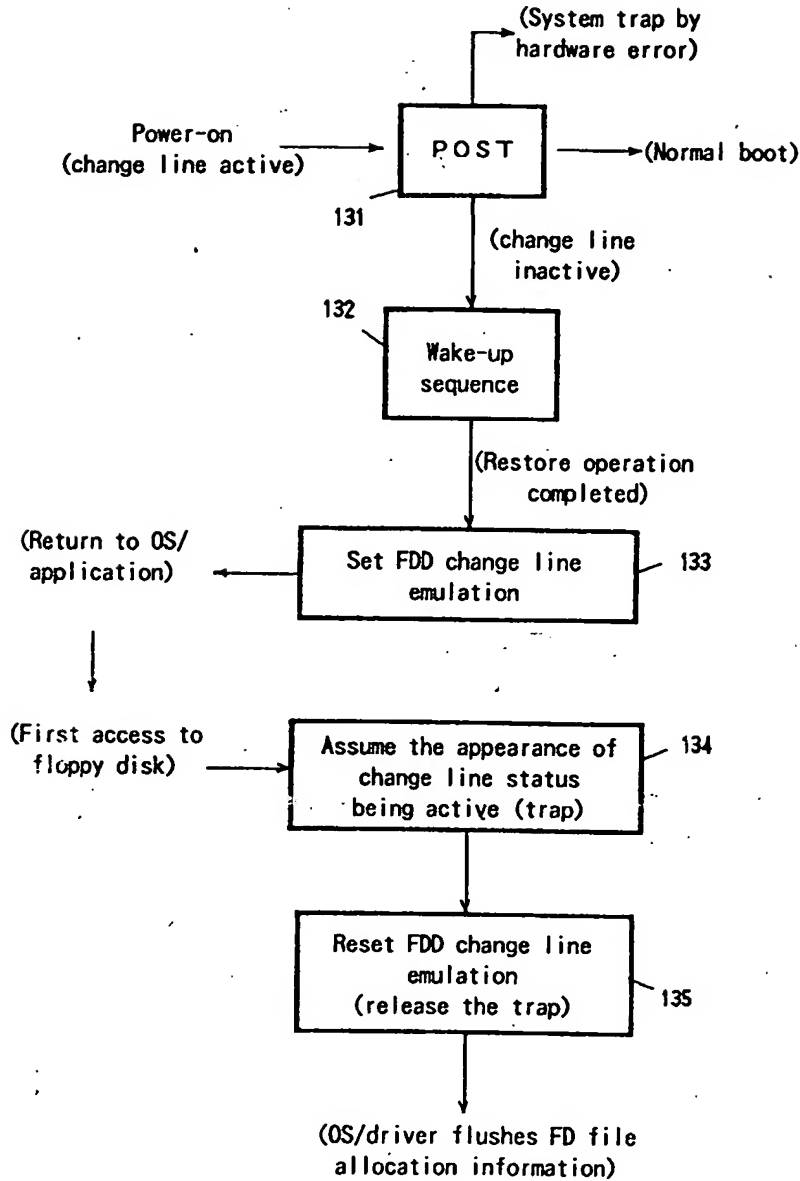 (System trap by
hardware error)
Power-on
(change line active)
POST
(Normal boot)
131
(change line
inactive)
132
Wake-up
sequence
(Restore operation
completed)
(Return to OS/
application)
Set FDD change line
emulation
133
(First access to
floppy disk)
Assume the appearance of
change line status
being active (trap)
134
Reset FDD change line
emulation
(release the trap)
135
(OS/driver flushes FD file
allocation information)